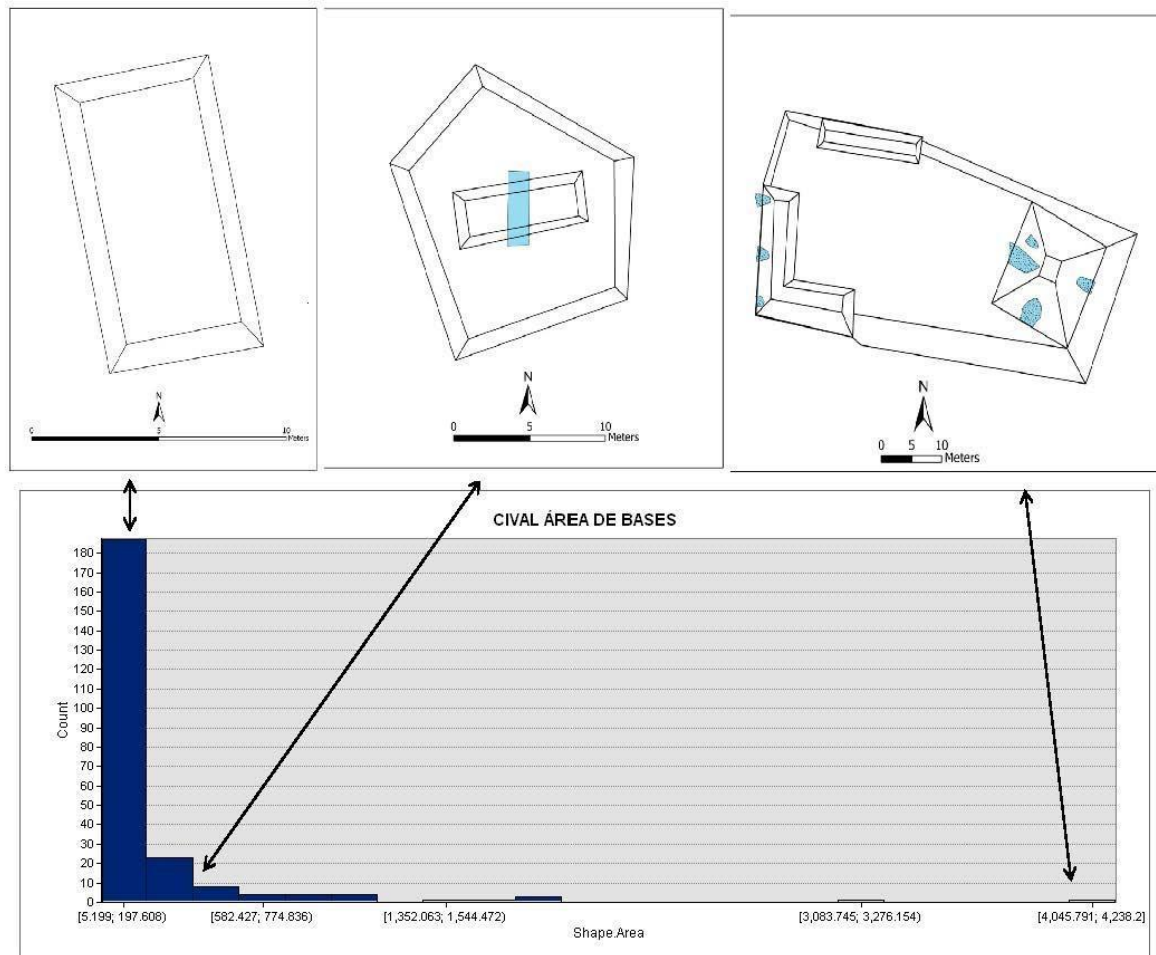 N
0 5 10
Meters
N
0 5 10
Meters
N
0 5 10
Meters
CIVAL ÁREA DE BASES
Count
180
170
160
150
140
130
120
110
100
90
80
70
60
50
40
30
20
10
0
[5.199; 197.608) [582.427; 774.836) [1,352.063; 1,544.472) [3,083.745; 3,276.154) [4,045.791; 4,238.2]
Shape.Area